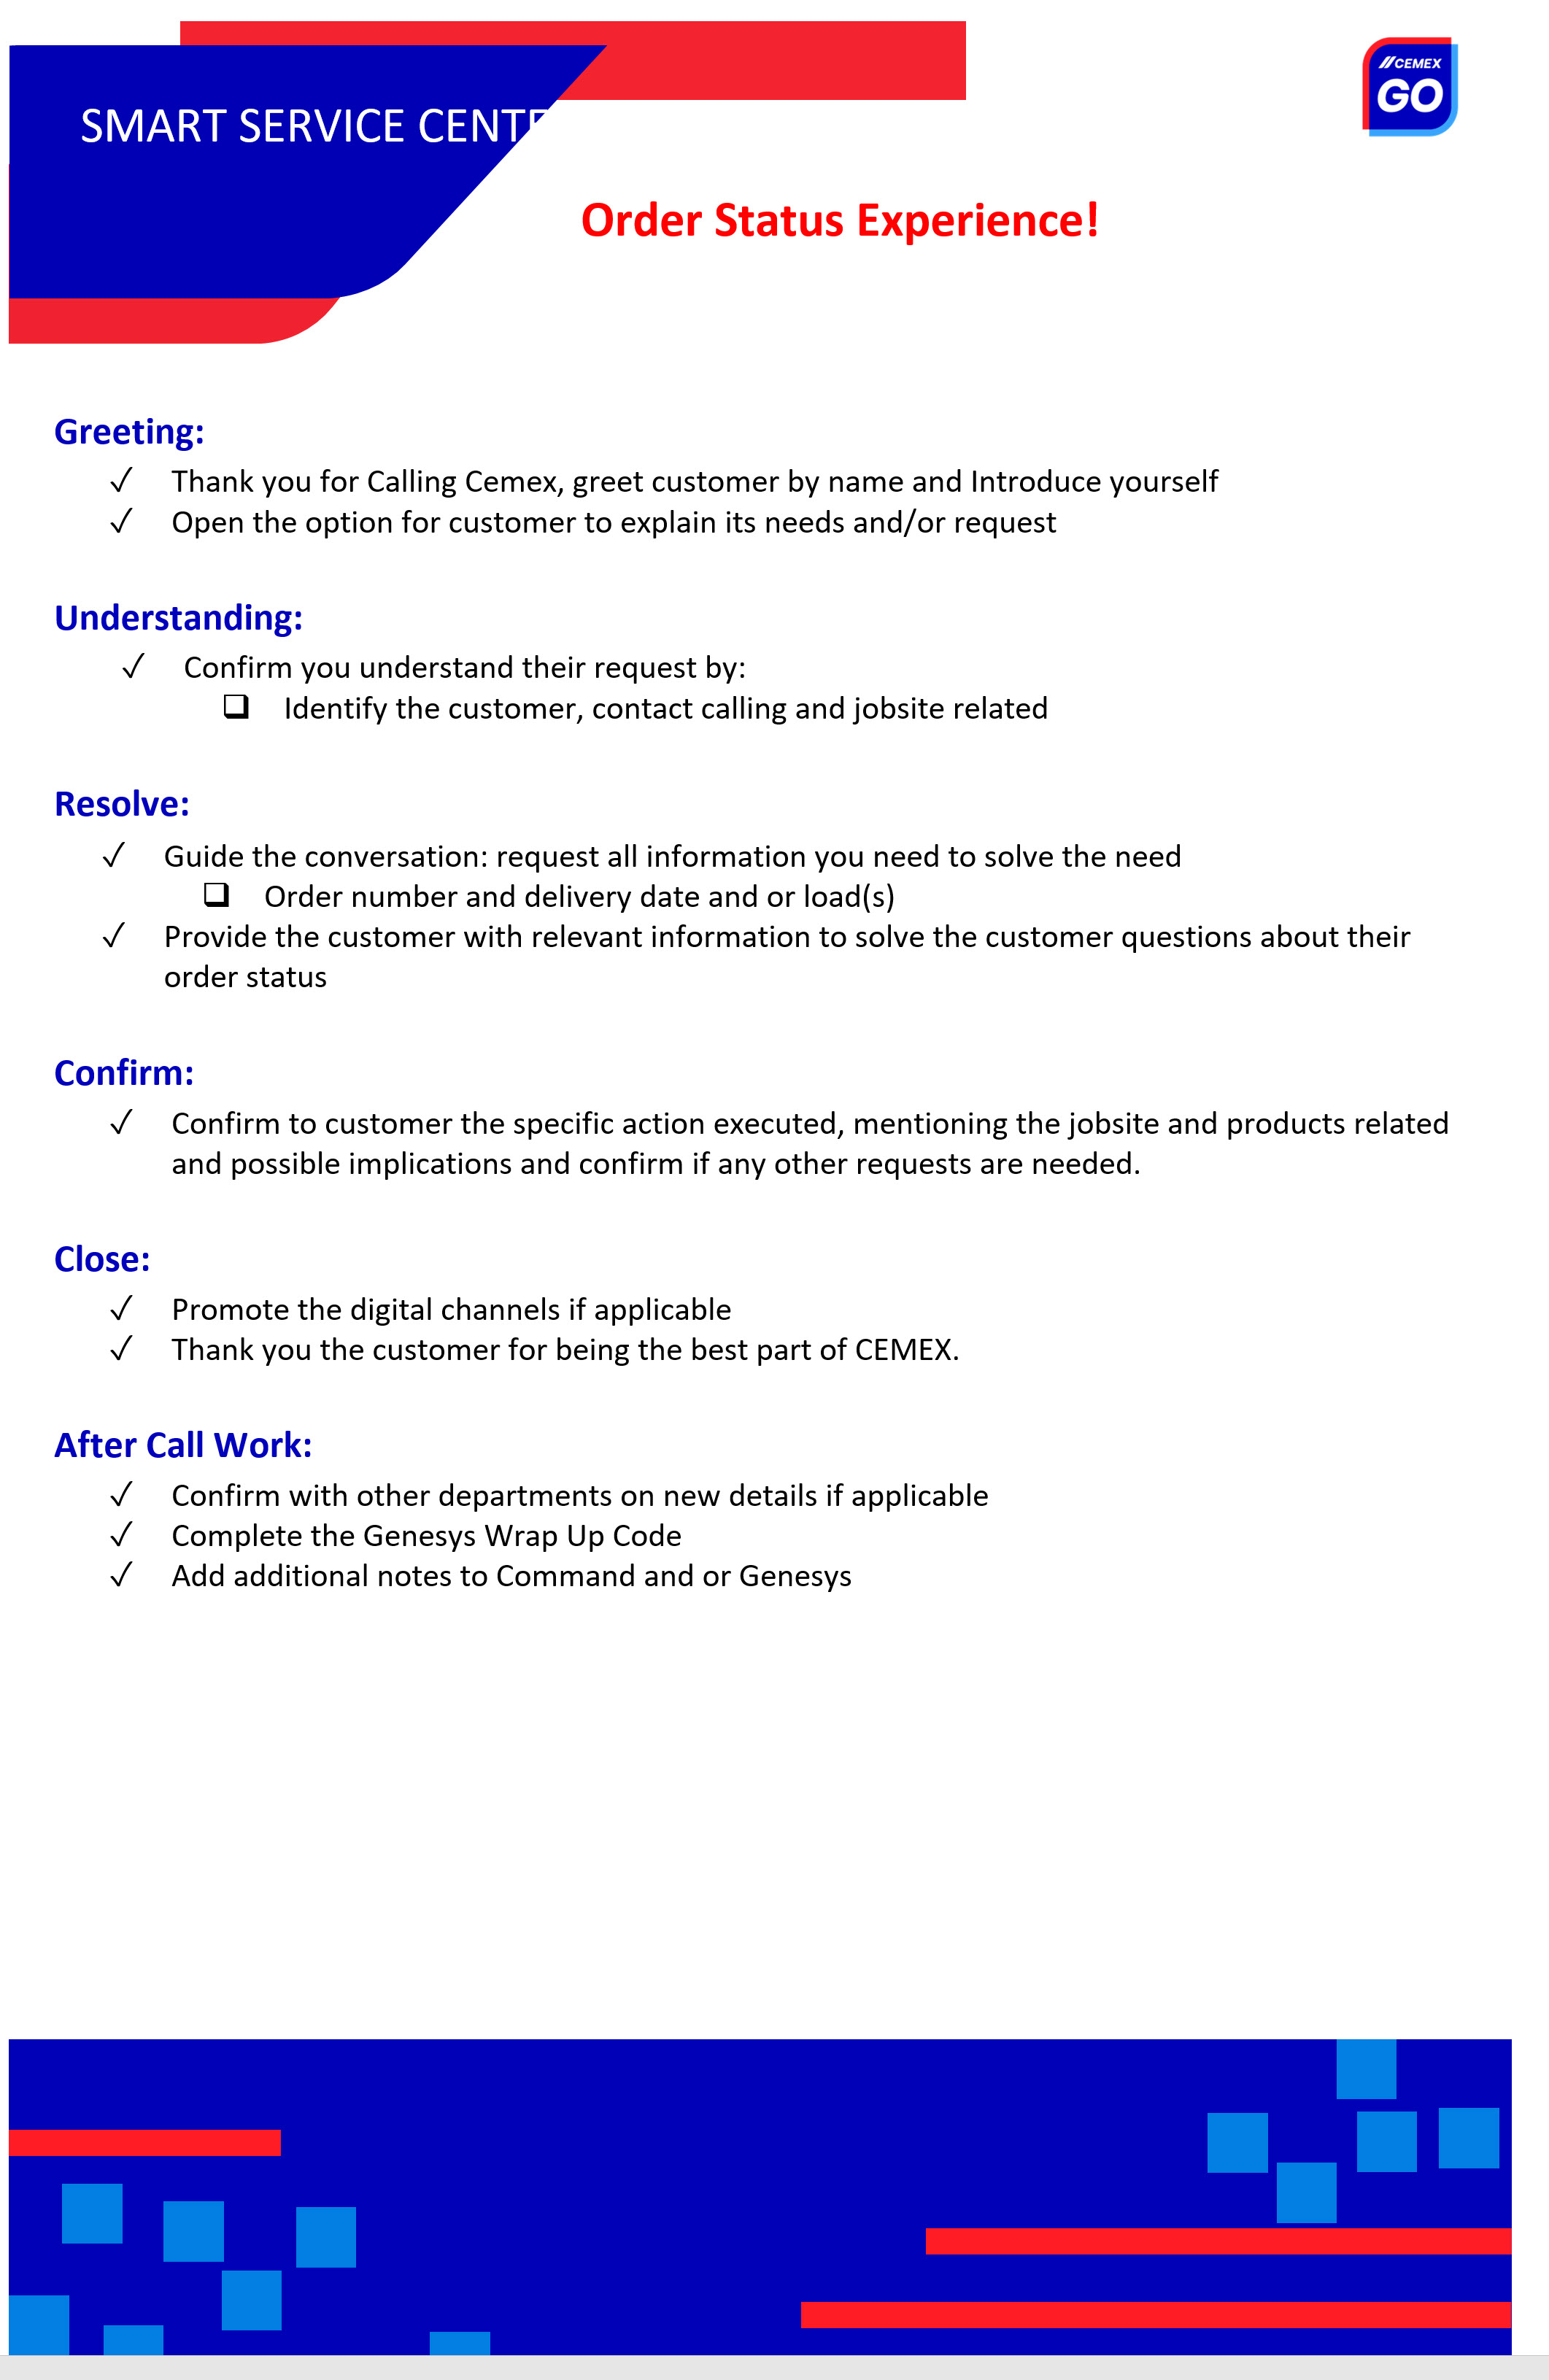 SMART SERVICE CENTE
//CEMEX
GO
Order Status Experience!
Greeting:
✓ Thank you for Calling Cemex, greet customer by name and Introduce yourself
✓ Open the option for customer to explain its needs and/or request
Understanding:
✓ Confirm you understand their request by:
❑ Identify the customer, contact calling and jobsite related
Resolve:
✓ Guide the conversation: request all information you need to solve the need
❑ Order number and delivery date and or load(s)
✓ Provide the customer with relevant information to solve the customer questions about their
order status
Confirm:
✓ Confirm to customer the specific action executed, mentioning the jobsite and products related
and possible implications and confirm if any other requests are needed.
Close:
✓ Promote the digital channels if applicable
✓ Thank you the customer for being the best part of CEMEX.
After Call Work:
✓ Confirm with other departments on new details if applicable
✓ Complete the Genesys Wrap Up Code
✓ Add additional notes to Command and or Genesys